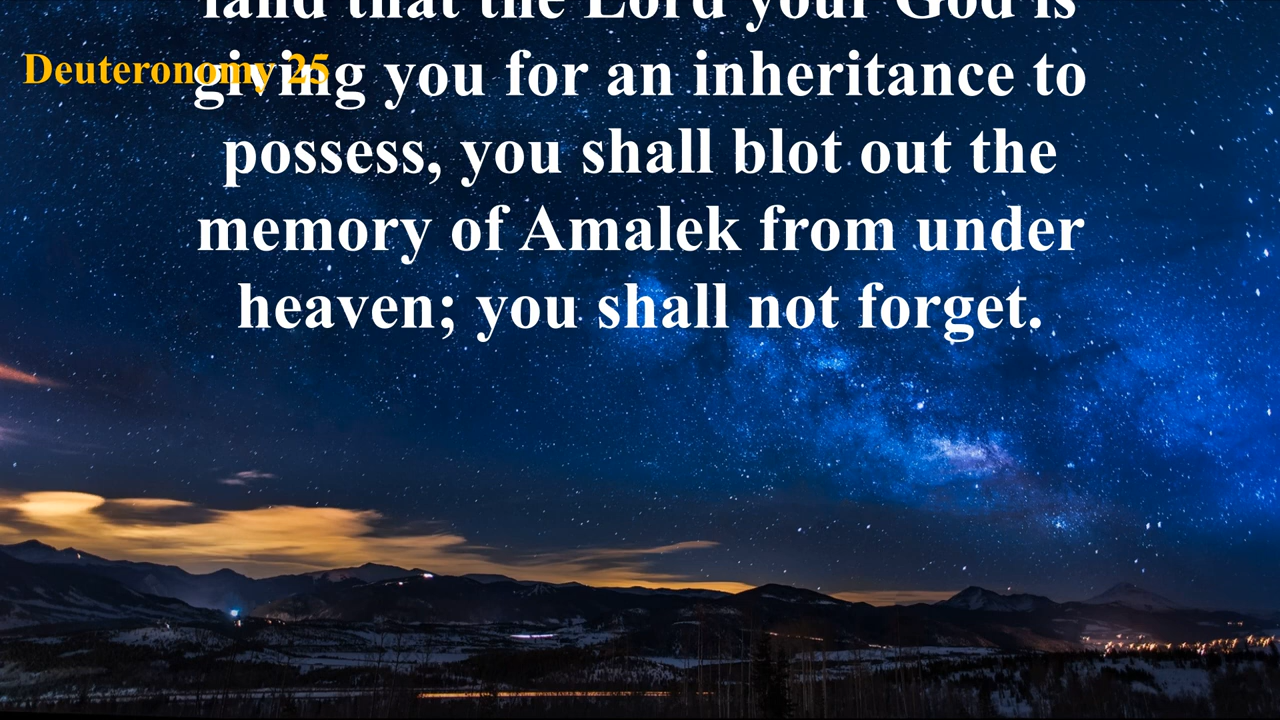 land that the Lord your God is
Deuteronomy 25
giving you for an inheritance to
possess, you shall blot out the
memory of Amalek from under
heaven; you shall not forget.